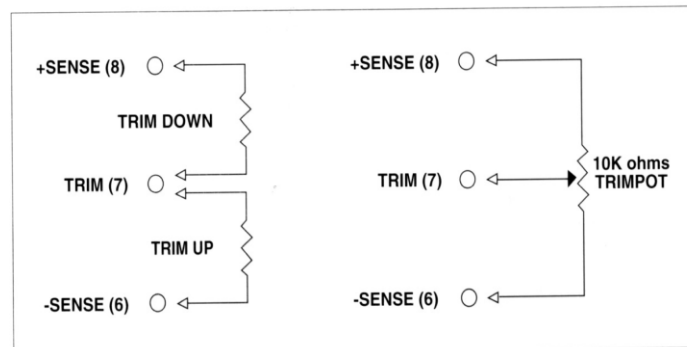 +SENSE (8)
TRIM DOWN
TRIM (7)
TRIM UP
-SENSE (6)
+SENSE (8)
10K ohms
TRIMPOT
TRIM (7)
-SENSE (6)